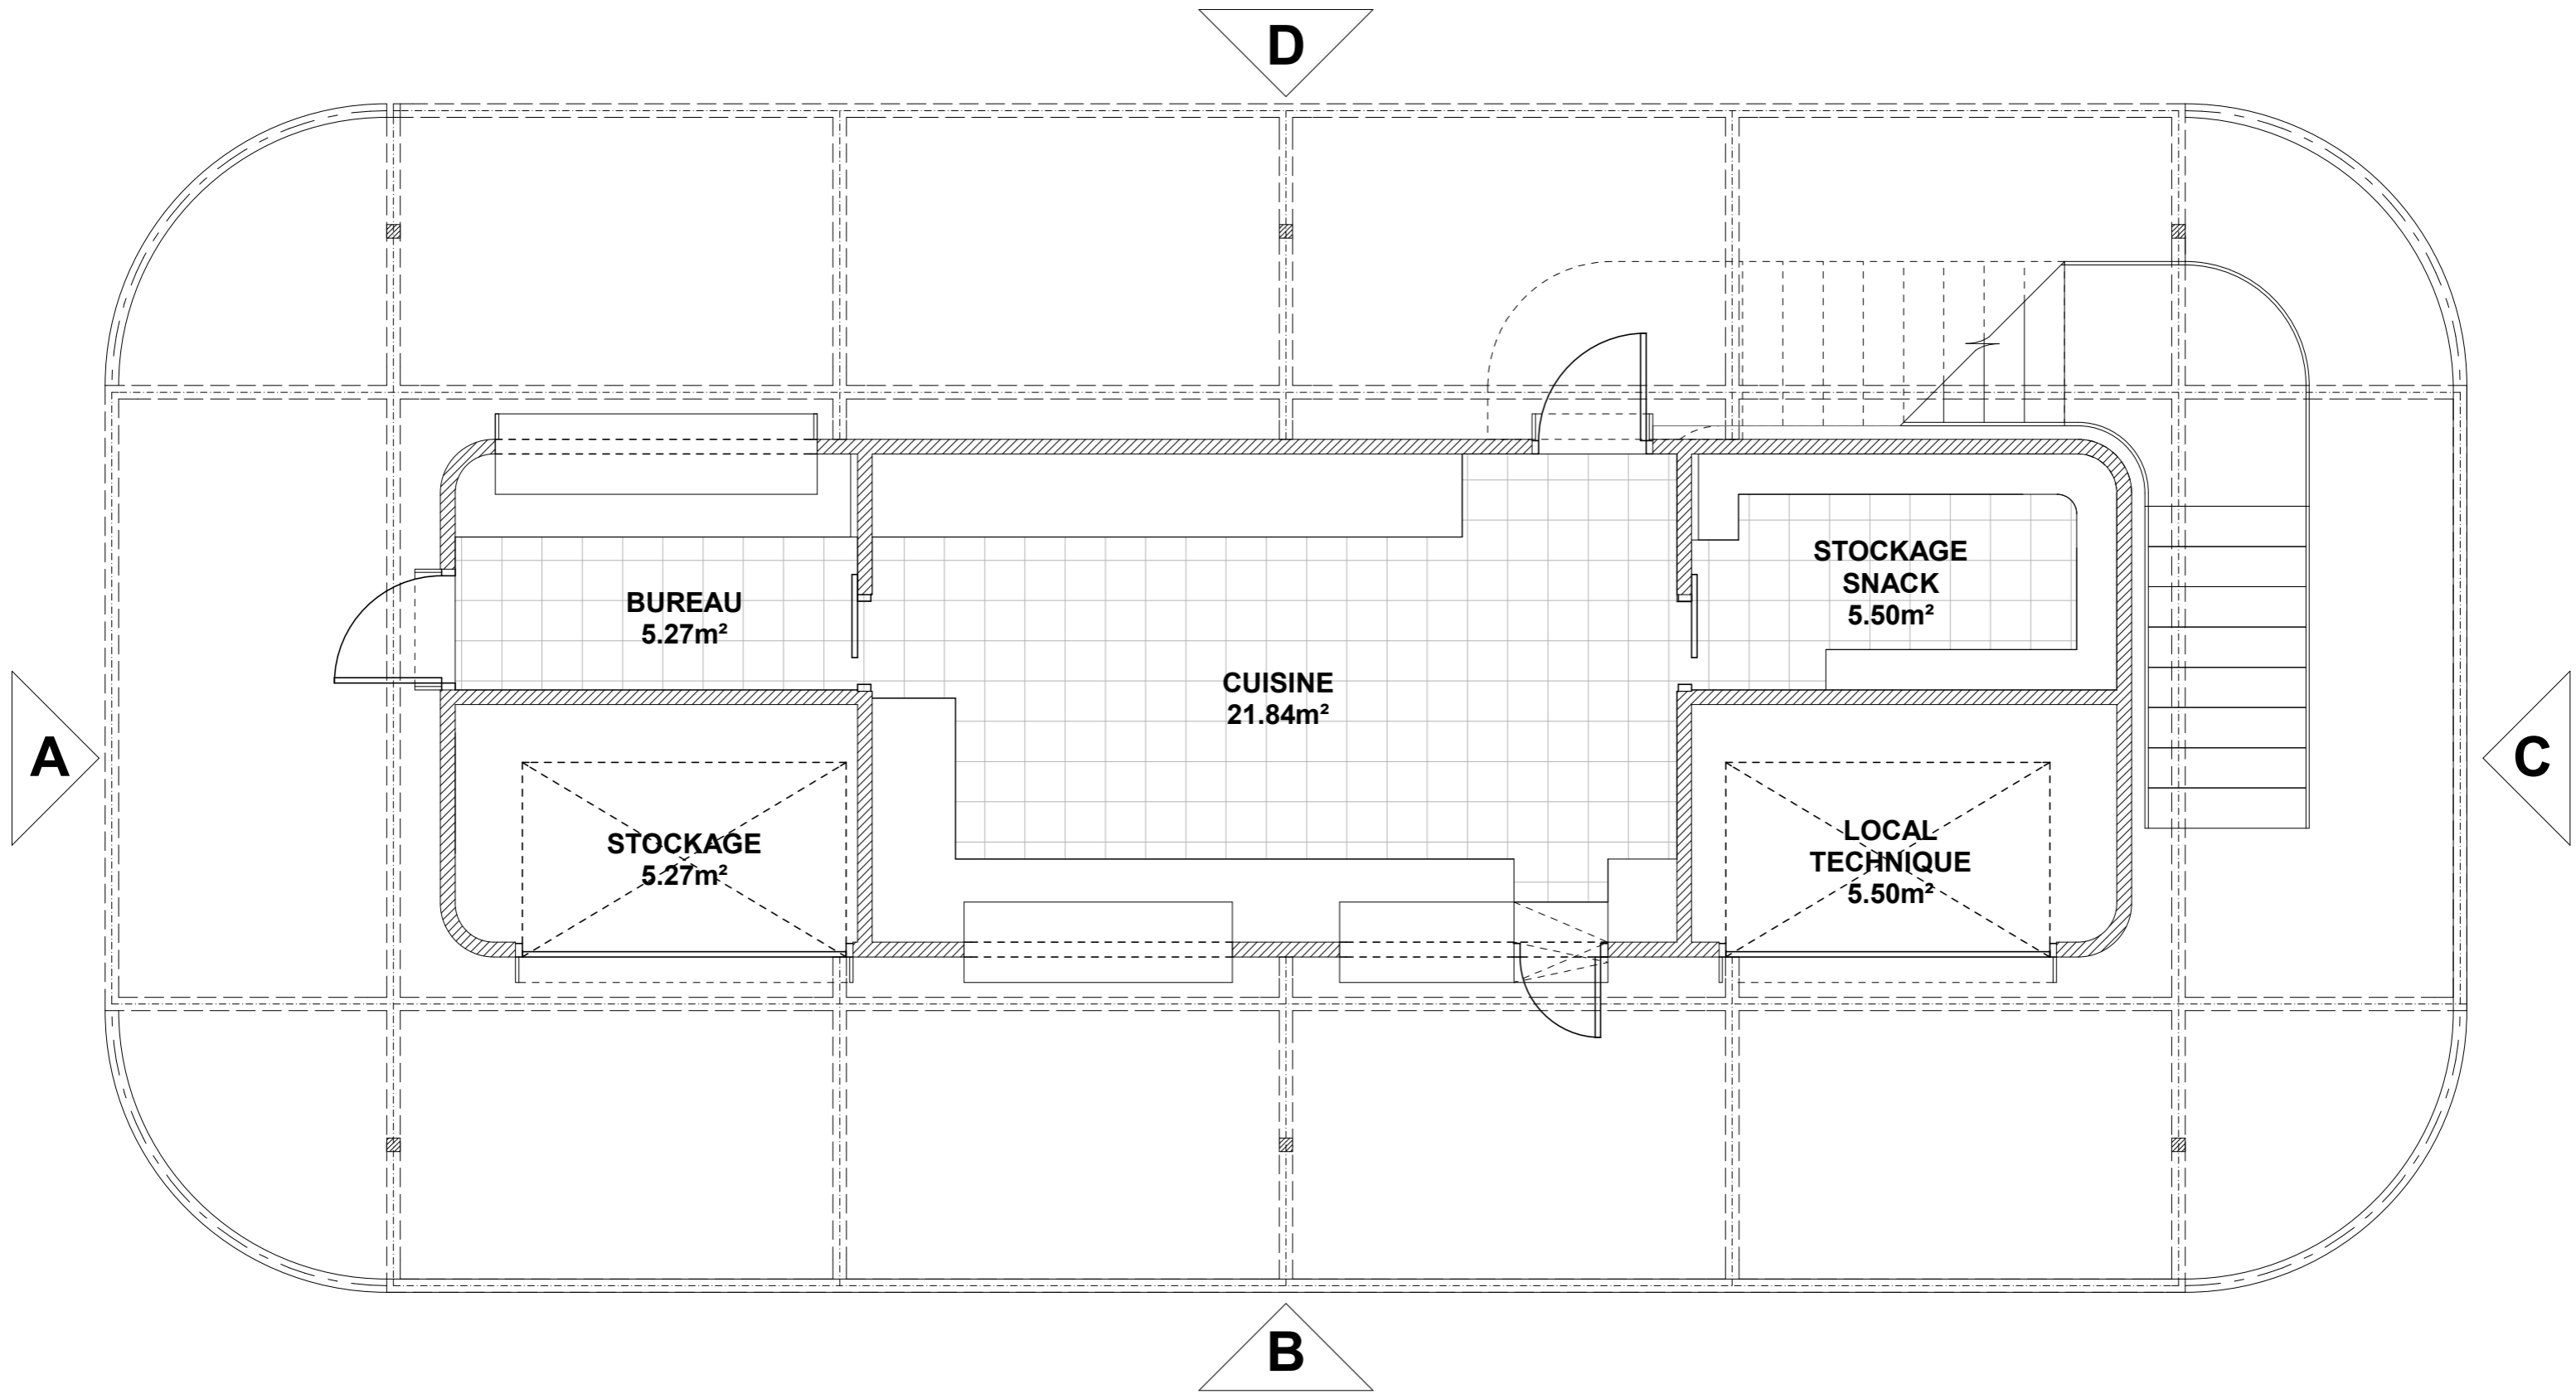 D
STOCKAGE
SNACK
5.50m²
BUREAU
5.27m²
CUISINE
21.84m²
A
C
STOCKAGE
5.27m²
LOCAL
TECHNIQUE
5.50m²
B